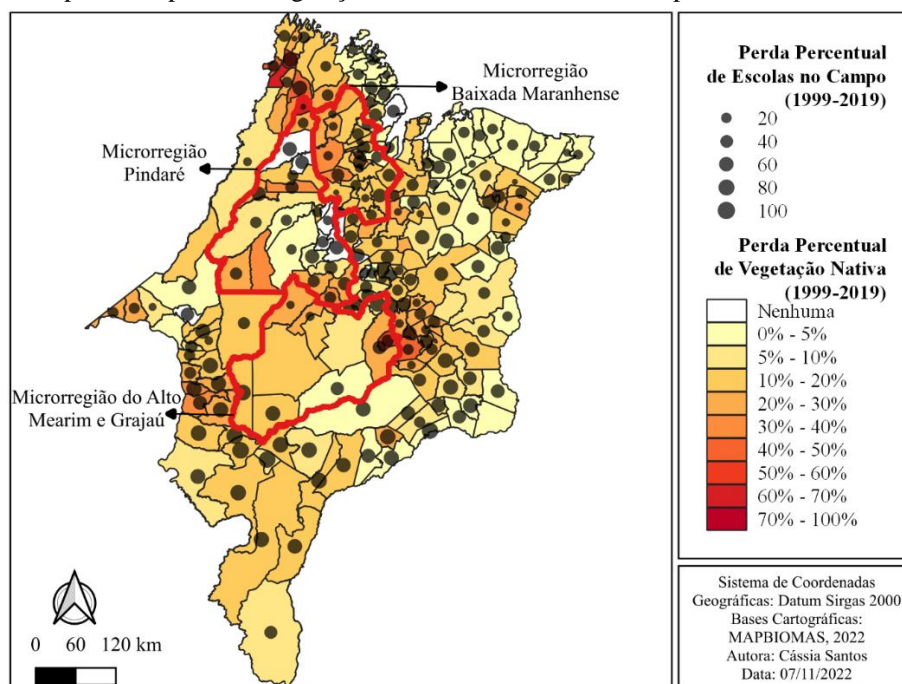 Microrregião
Baixada Maranhense
Microrregião
Pindaré
Microrregião do Alto
Mearim e Grajaú
0 60 120 km
Perda Percentual
de Escolas no Campo
(1999-2019)
20
40
60
80
100
Perda Percentual
de Vegetação Nativa
(1999-2019)
Nenhuma
0% - 5%
5% - 10%
10% - 20%
20% - 30%
30% - 40%
40% - 50%
50% - 60%
60% - 70%
70% - 100%
Sistema de Coordenadas
Geográficas: Datum Sirgas 2000
Bases Cartográficas:
MAPBIOMAS, 2022
Autora: Cássia Santos
Data: 07/11/2022